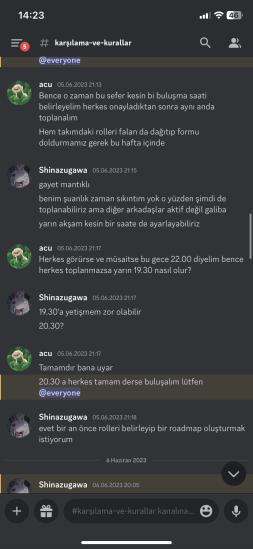 14:23
46
5
# karşılama-ve-kurallar
@everyone
acu 05.06.2023 21:13
Bence o zaman bu sefer kesin bi buluşma saati
belirleyelim herkes onayladıktan sonra aynı anda
toplanalım
Hem takımdaki rolleri falan da dağıtıp formu
doldurmamız gerek bu hafta içinde
Shinazugawa 05.06.2023 21:15
gayet mantıklı
benim şuanlık zaman sıkıntım yok o yüzden şimdi de
toplanabiliriz ama diğer arkadaşlar aktif değil galiba
yarın akşam kesin bir saate de ayarlayabiliriz
acu 05.06.2023 21:17
Herkes görürse ve müsaitse bu gece 22.00 diyelim bence
herkes toplanmazsa yarın 19.30 nasıl olur?
Shinazugawa 05.06.2023 21:17
19.30'a yetişmem zor olabilir
20.30?
acu 05.06.2023 21:17
Tamamdır bana uyar
20.30 a herkes tamam derse buluşalım lütfen
@everyone
Shinazugawa 05.06.2023 21:18
evet bir an önce rolleri belirleyip bir roadmap oluşturmak
istiyorum
6 Haziran 2023
Shinazugawa 06.06.2023 20:05
#karşılama-ve-kurallar kanalına...